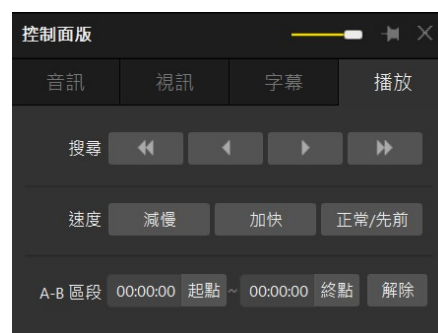 控制面版
音訊 視訊 字幕 播放
搜尋
速度 減慢 加快 正常/先前
A-B 區段 00:00:00 起點 ~ 00:00:00 終點 解除